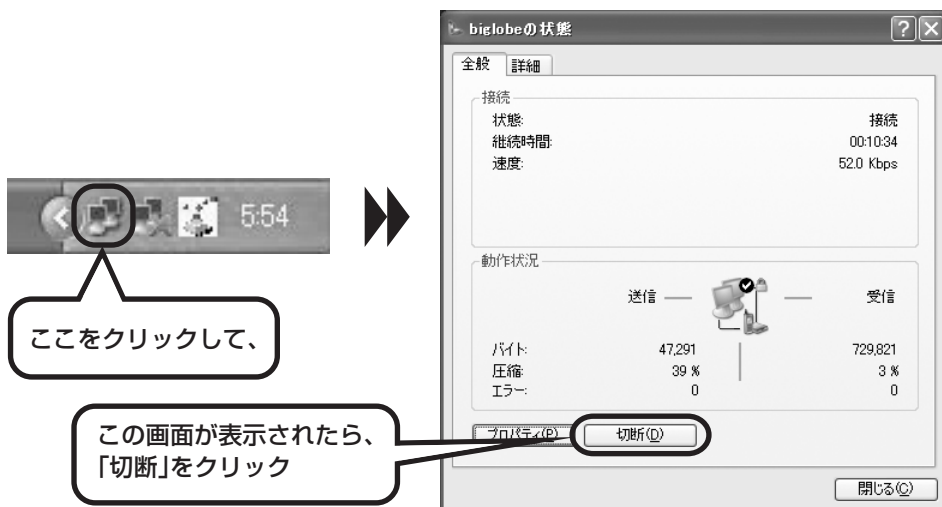 biglobeの状態
全般 詳細
接続
状態: 接続
継続時間: 00:10:34
速度: 52.0 Kbps
5:54
動作状況
送信 受信
ここをクリックして、
バイト: 47,291 729,821
圧縮: 39 % 3 %
エラー: 0 0
この画面が表示されたら、
「切断」をクリック
プロパティ(P) 切断(D)
閉じる(C)